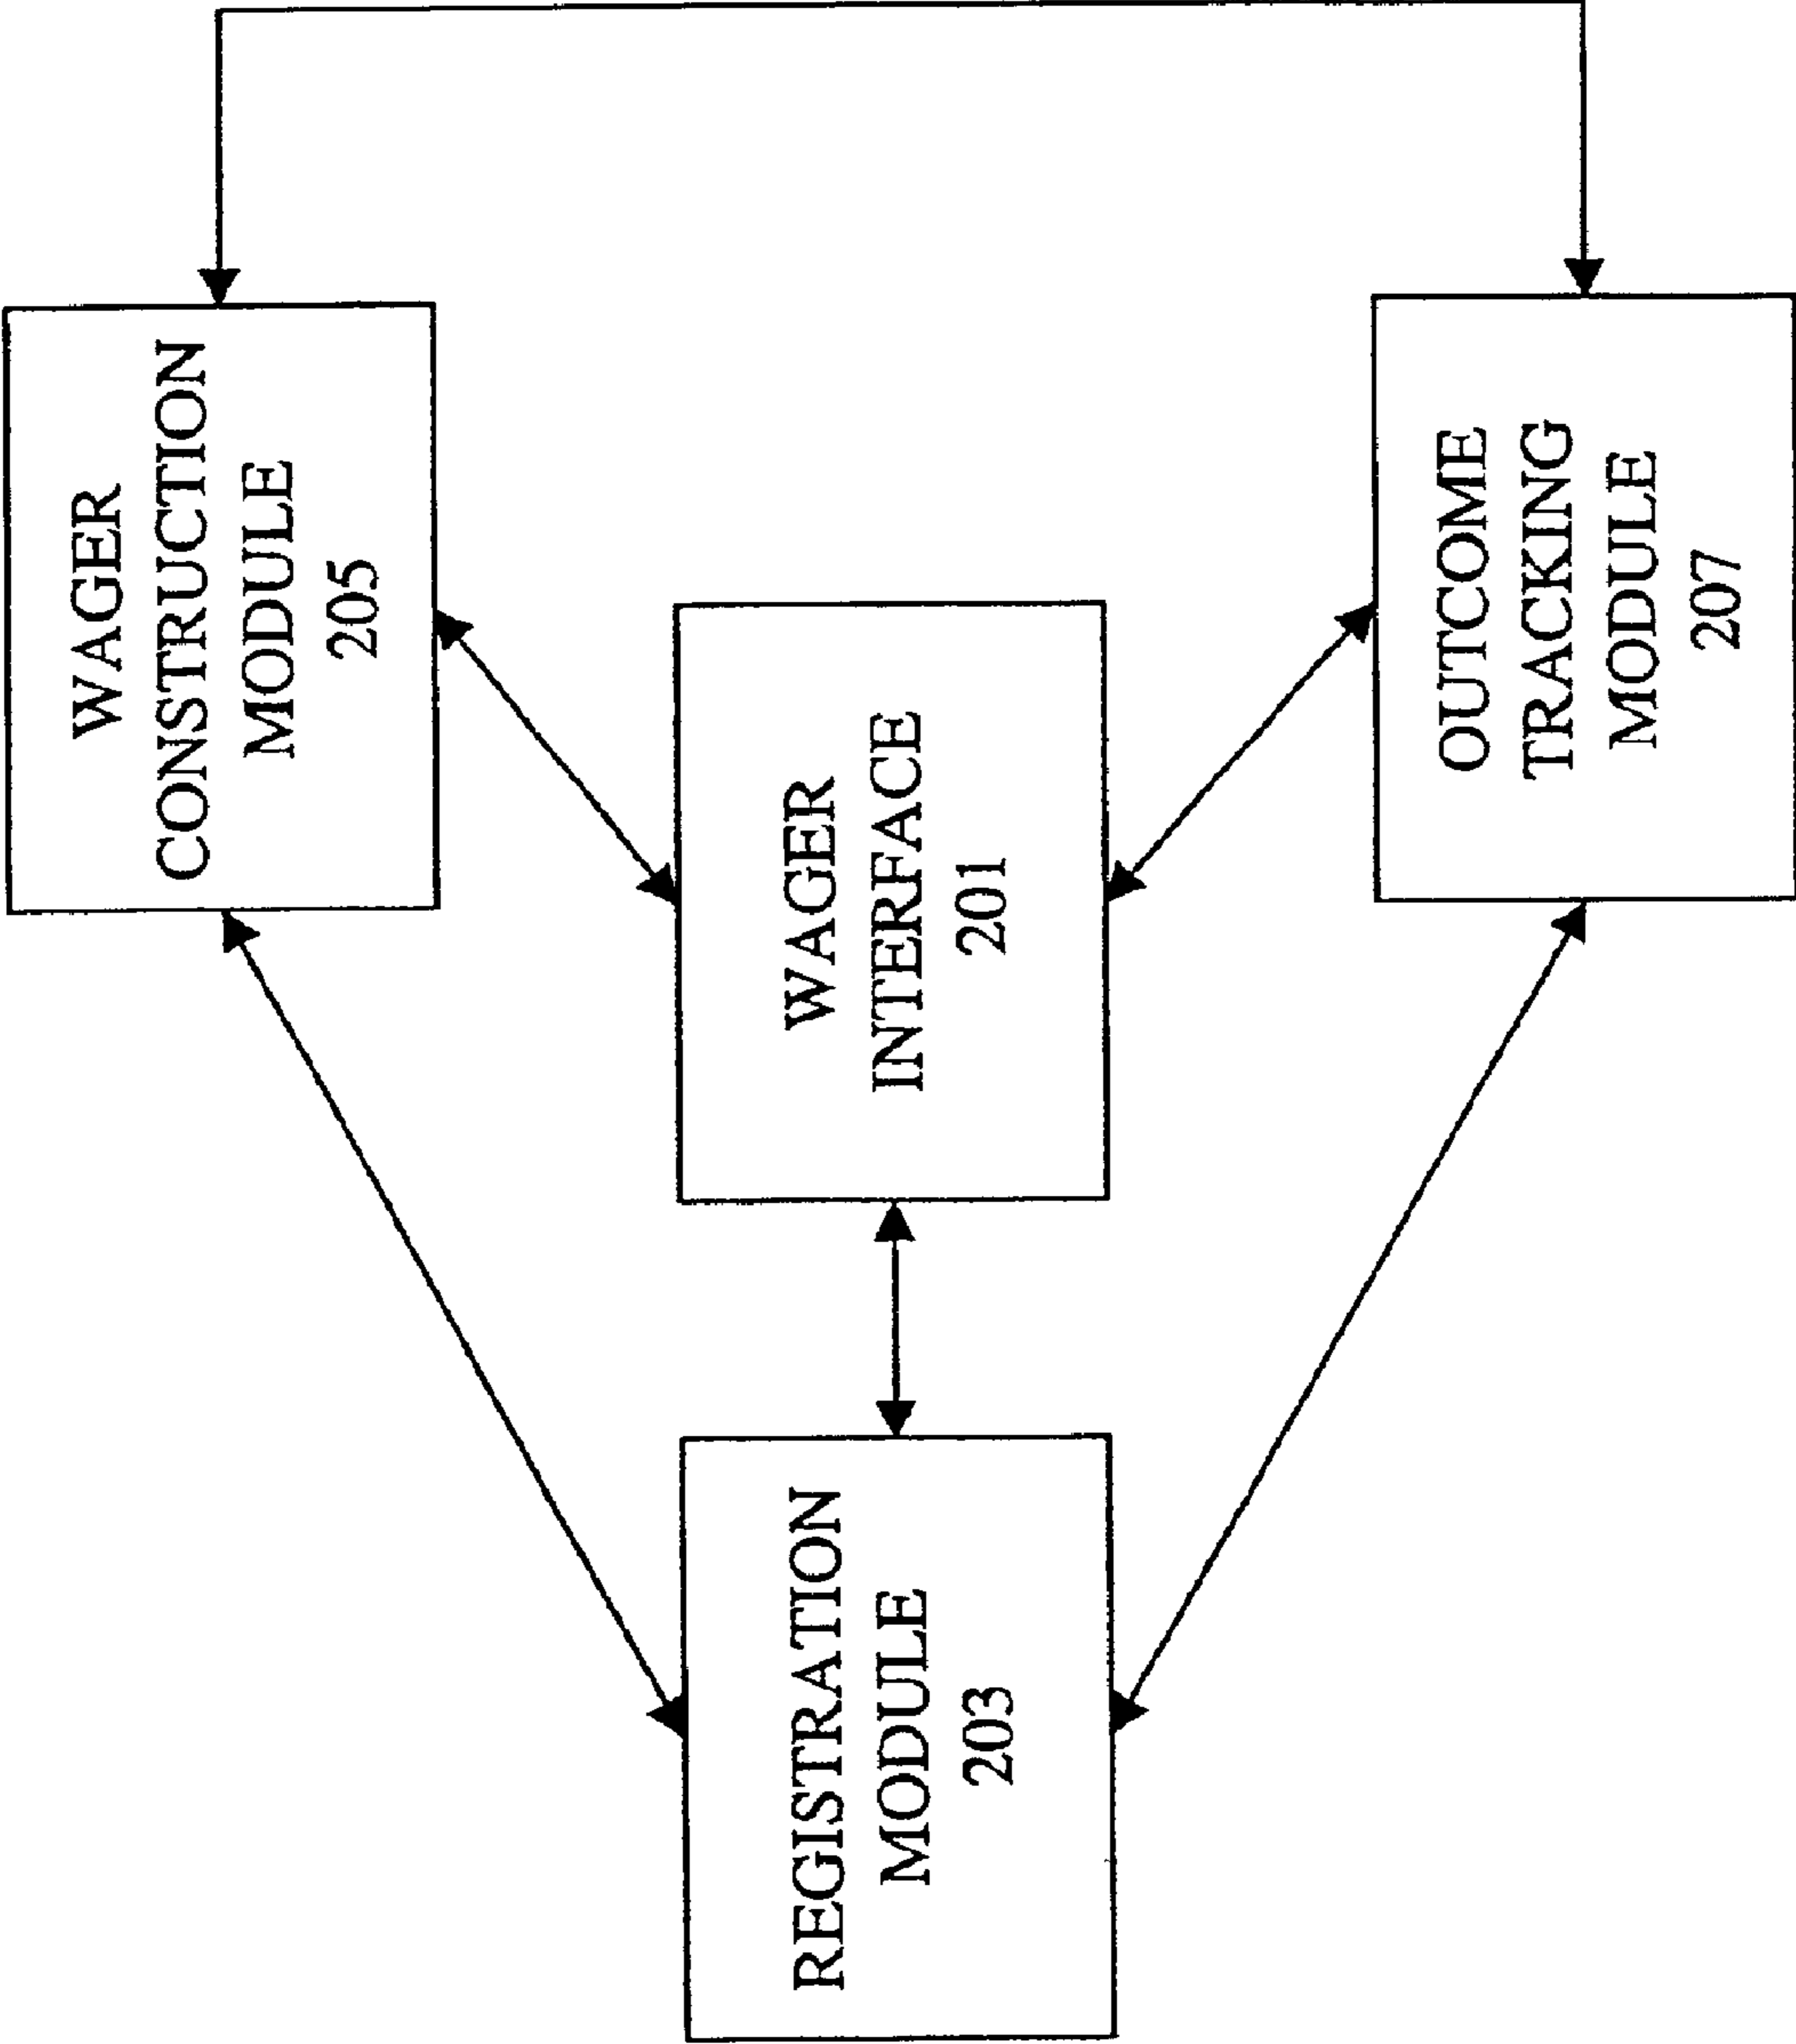 WAGER
CONSTRUCTION
MODULE
205
WAGER
INTERFACE
201
REGISTRATION
MODULE
203
OUTCOME
TRACKING
MODULE
207